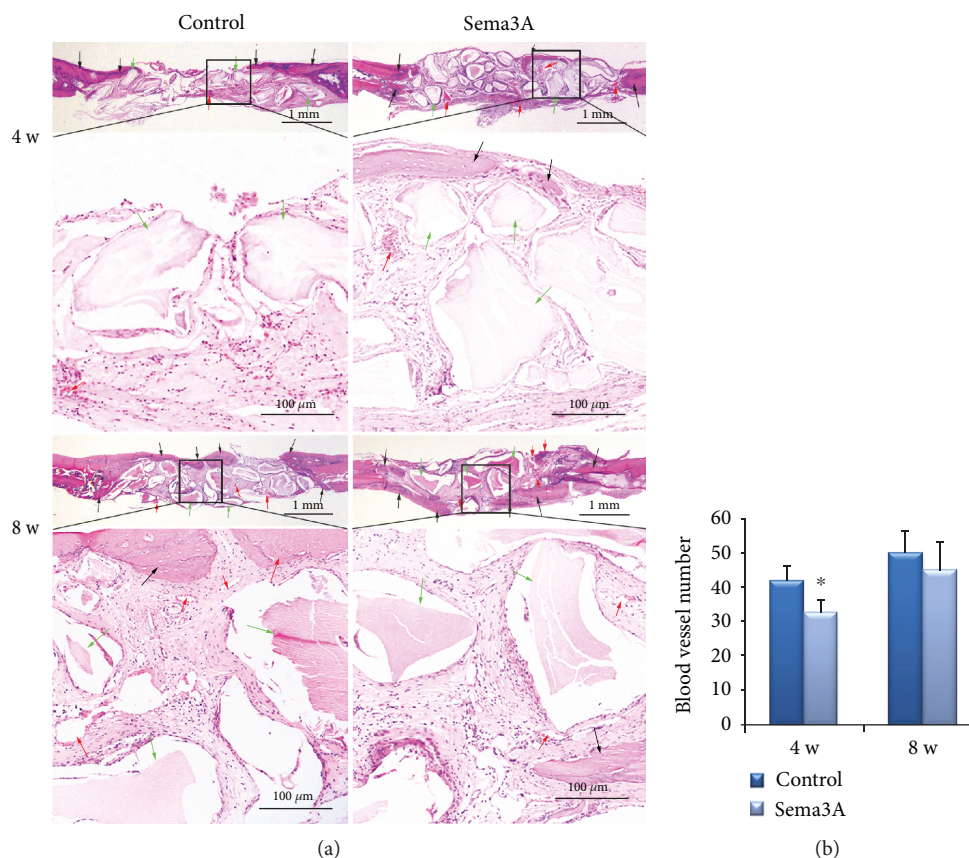 Control
Sema3A
4 w
1 mm
1 mm
100 μm
100 μm
8 w
1 mm
1 mm
100 μm
100 μm
(a)
60
50
40
30
20
10
0
Blood vessel number
*
4 w
8 w
Control
Sema3A
(b)